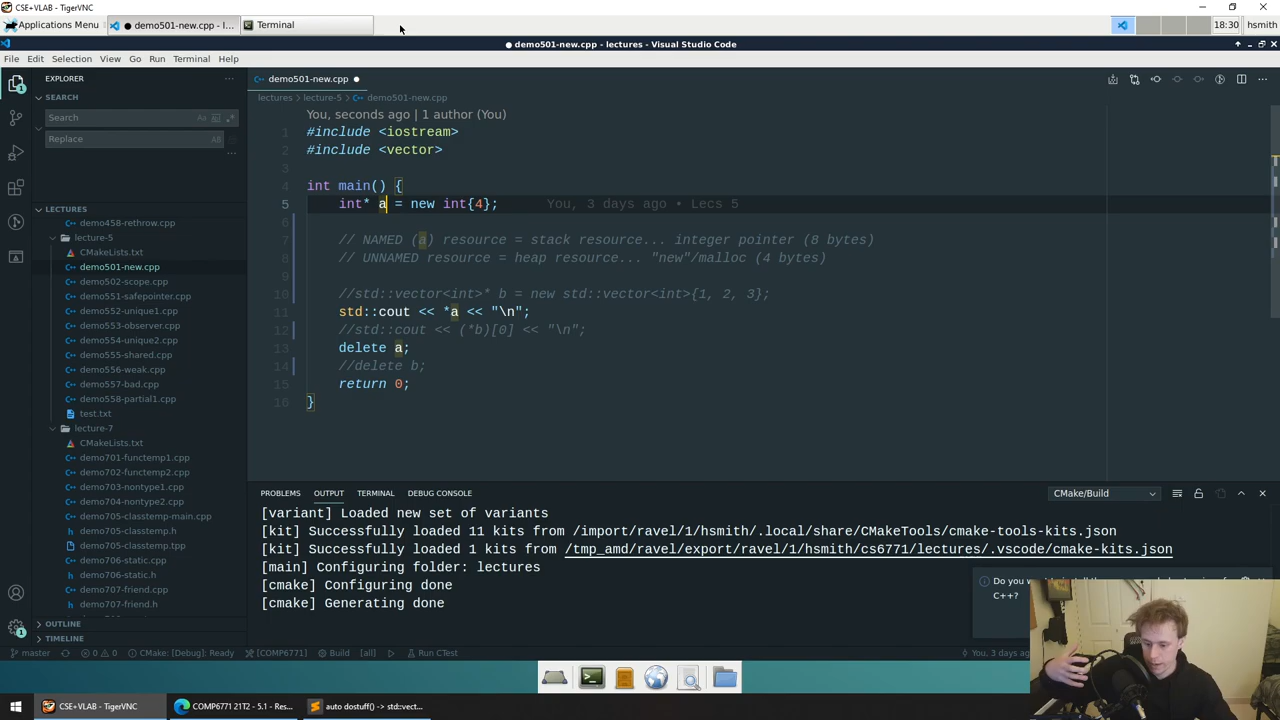 CSE+VLAB - TigerVNC
Applications Menu
● demo501-new.cpp - l...
Terminal
18:30
hsmith
● demo501-new.cpp - lectures - Visual Studio Code
File Edit Selection View Go Run Terminal Help
EXPLORER
SEARCH
Search
Replace
AB
LECTURES
demo458-rethrow.cpp
lecture-5
CMakeLists.txt
demo501-new.cpp
demo502-scope.cpp
demo551-safepointer.cpp
demo552-unique1.cpp
demo553-observer.cpp
demo554-unique2.cpp
demo555-shared.cpp
demo556-weak.cpp
demo557-bad.cpp
demo558-partial1.cpp
test.txt
lecture-7
CMakeLists.txt
demo701-functemp1.cpp
demo702-functemp2.cpp
demo703-nontype1.cpp
demo704-nontype2.cpp
demo705-classtemp-main.cpp
demo705-classtemp.h
demo705-classtemp.tpp
demo706-static.cpp
demo706-static.h
demo707-friend.cpp
demo707-friend.h
OUTLINE
TIMELINE
demo501-new.cpp ●
lectures > lecture-5 > demo501-new.cpp
You, seconds ago | 1 author (You)
1 #include <iostream>
2 #include <vector>
3
4 int main() {
5 int* a = new int{4}; You, 3 days ago • Lecs 5
6
7 // NAMED (a) resource = stack resource... integer pointer (8 bytes)
8 // UNNAMED resource = heap resource... "new"/malloc (4 bytes)
9
10 //std::vector<int>* b = new std::vector<int>{1, 2, 3};
11 std::cout << *a << "\n";
12 //std::cout << (*b)[0] << "\n";
13 delete a;
14 //delete b;
15 return 0;
16 }
PROBLEMS OUTPUT TERMINAL DEBUG CONSOLE
CMake/Build
[variant] Loaded new set of variants
[kit] Successfully loaded 11 kits from /import/ravel/1/hsmith/.local/share/CMakeTools/cmake-tools-kits.json
[kit] Successfully loaded 1 kits from /tmp_amd/ravel/export/ravel/1/hsmith/cs6771/lectures/.vscode/cmake-kits.json
[main] Configuring folder: lectures
[cmake] Configuring done
[cmake] Generating done
Do you
C++?
master 0 0 CMake: [Debug]: Ready [COMP6771] Build [all] Run CTest
You, 3 days
CSE+VLAB - TigerVNC
COMP6771 21T2 - 5.1 - Res...
auto dostuff() -> std::vect...